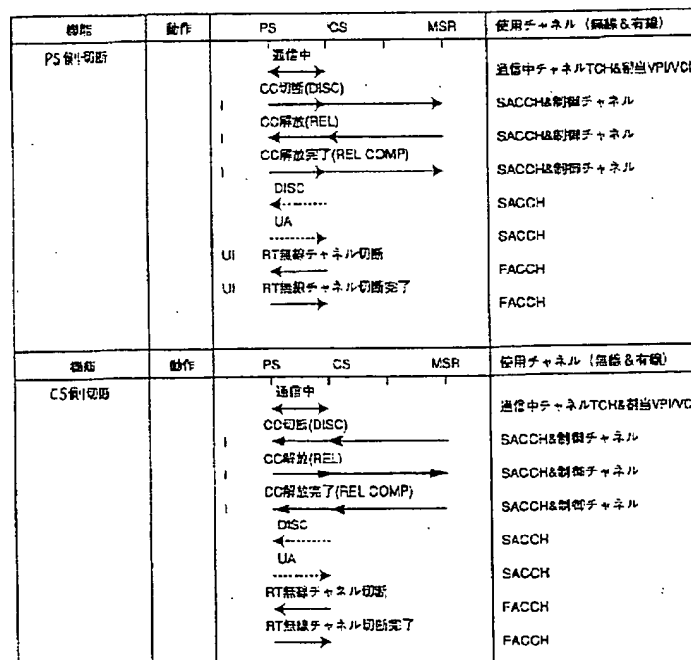 機能 動作 PS CS MSR 使用チャネル (無線&有線)
PS側切断
通信中 通信中チャネルTCH&割当VPI/VCI
CC切断(DISC)
I SACCH&制御チャネル
CC解放(REL)
I SACCH&制御チャネル
CC解放完了(REL COMP)
I SACCH&制御チャネル
DISC
SACCH
UA
SACCH
UI RT無線チャネル切断
FACCH
UI RT無線チャネル切断完了
FACCH
機能 動作 PS CS MSR 使用チャネル (無線&有線)
CS側切断
通信中
通信中チャネルTCH&割当VPI/VC
CC切断(DISC)
I SACCH&制御チャネル
CC解放(REL)
I SACCH&制御チャネル
CC解放完了(REL COMP)
I SACCH&制御チャネル
DISC
SACCH
UA
SACCH
RT無線チャネル切断
FACCH
RT無線チャネル切断完了
FACCH